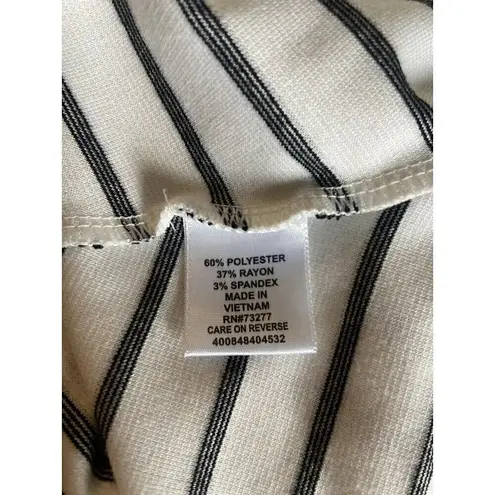 60% POLYESTER
37% RAYON
3% SPANDEX
MADE IN
VIETNAM
RN#73277
CARE ON REVERSE
400848404532